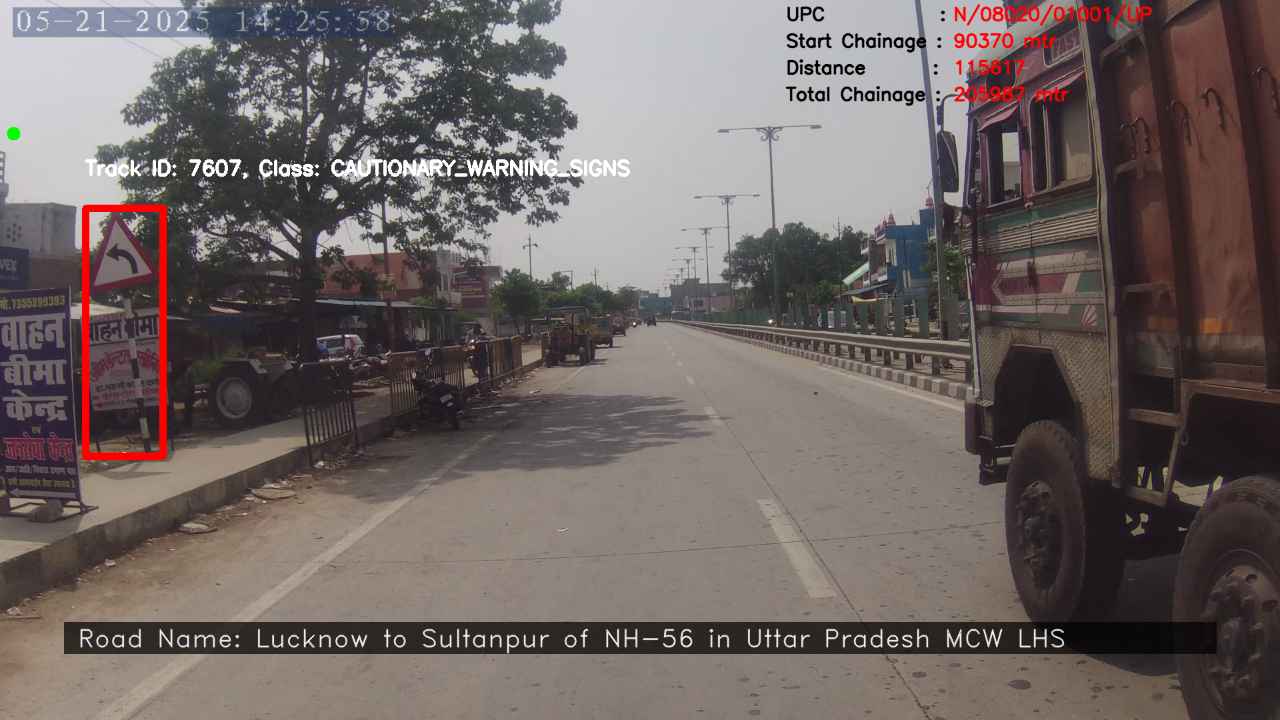 05-21-2025 14:25:58
UPC : N/08020/01001/UP
Start Chainage : 90370 mtr
Distance : 115617
Total Chainage : 205987 mtr
Track ID: 7607, Class: CAUTIONARY_WARNING_SIGNS
वाहन
बीमा
केन्द्र
एवं
जनसेवा केन्द्र
वाहन बीमा
Road Name: Lucknow to Sultanpur of NH-56 in Uttar Pradesh MCW LHS